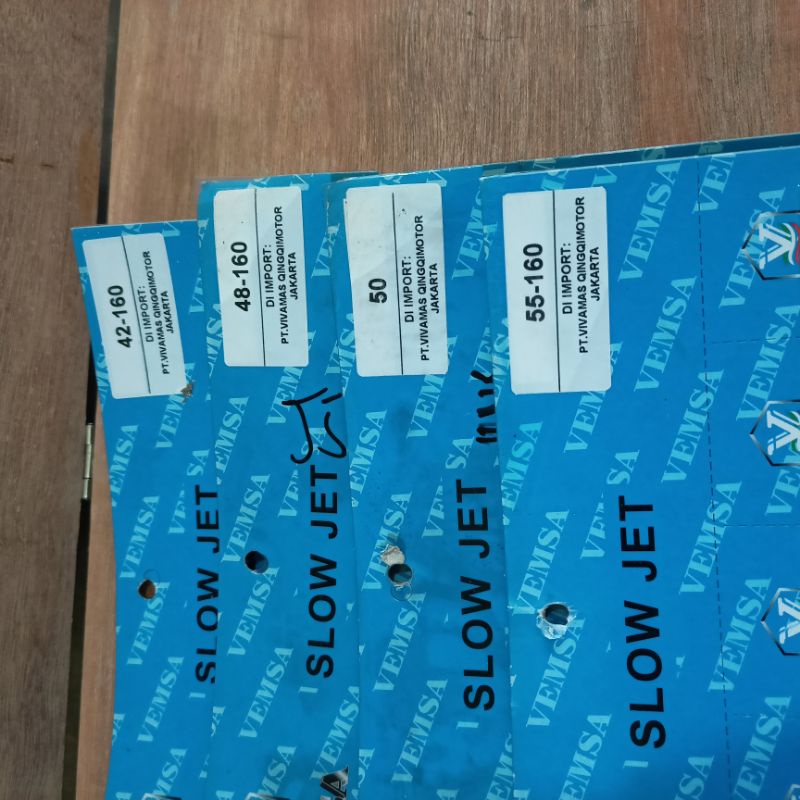 42-160
DI IMPORT:
PT.VIVAMAS QINGQIMOTOR
JAKARTA
SLOW JET
48-160
DI IMPORT:
PT.VIVAMAS QINGQIMOTOR
JAKARTA
SLOW JET
50
DI IMPORT:
PT.VIVAMAS QINGQIMOTOR
JAKARTA
SLOW JET
55-160
DI IMPORT:
PT.VIVAMAS QINGQIMOTOR
JAKARTA
SLOW JET
VEMSA